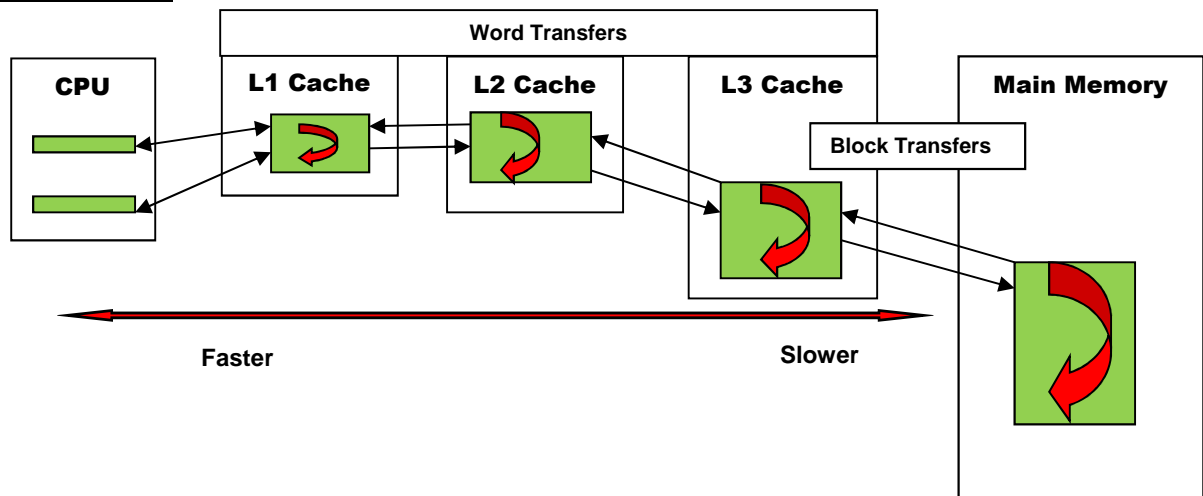 Word Transfers
CPU
L1 Cache
L2 Cache
L3 Cache
Main Memory
Block Transfers
Faster
Slower